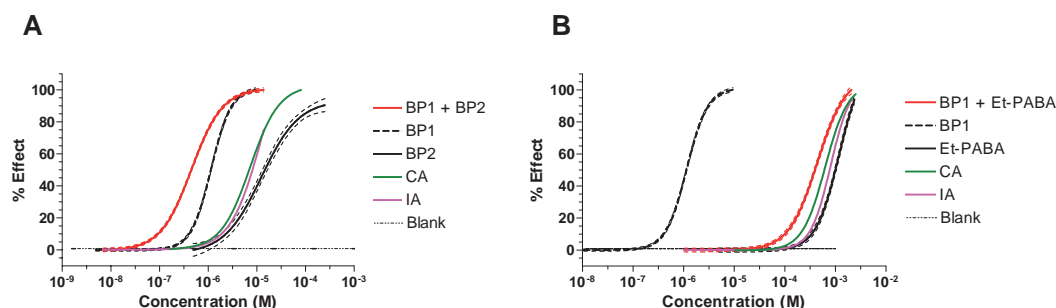 A
% Effect
100
80
60
40
20
0
10-9
10-8
10-7
10-6
10-5
10-4
10-3
Concentration (M)
BP1 + BP2
BP1
BP2
CA
IA
Blank
B
% Effect
100
80
60
40
20
0
10-8
10-7
10-6
10-5
10-4
10-3
10-2
Concentration (M)
BP1 + Et-PABA
BP1
Et-PABA
CA
IA
Blank